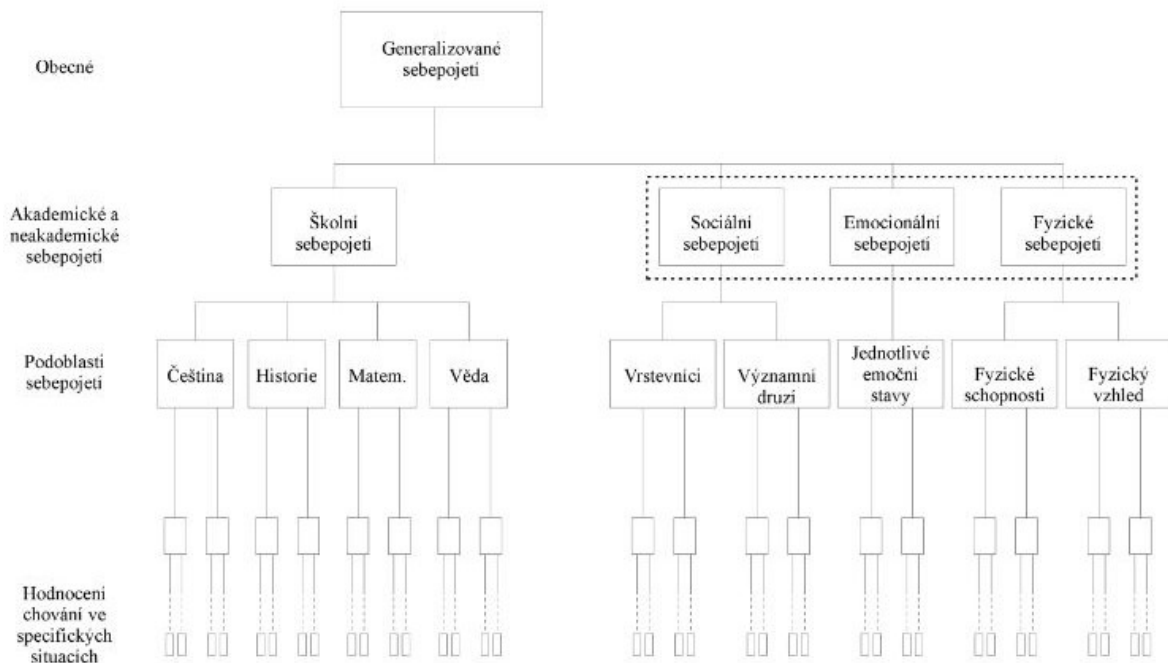 Obecné
Generalizované
sebepojetí
Akademické a
neakademické
sebepojetí
Školní
sebepojetí
Sociální
sebepojetí
Emocionální
sebepojetí
Fyzické
sebepojetí
Podoblasti
sebepojetí
Čeština
Historie
Matem.
Věda
Vrstevníci
Významní
druzí
Jednotlivé
emoční
stavy
Fyzické
schopnosti
Fyzický
vzhled
Hodnocení
chování ve
specifických
situacích